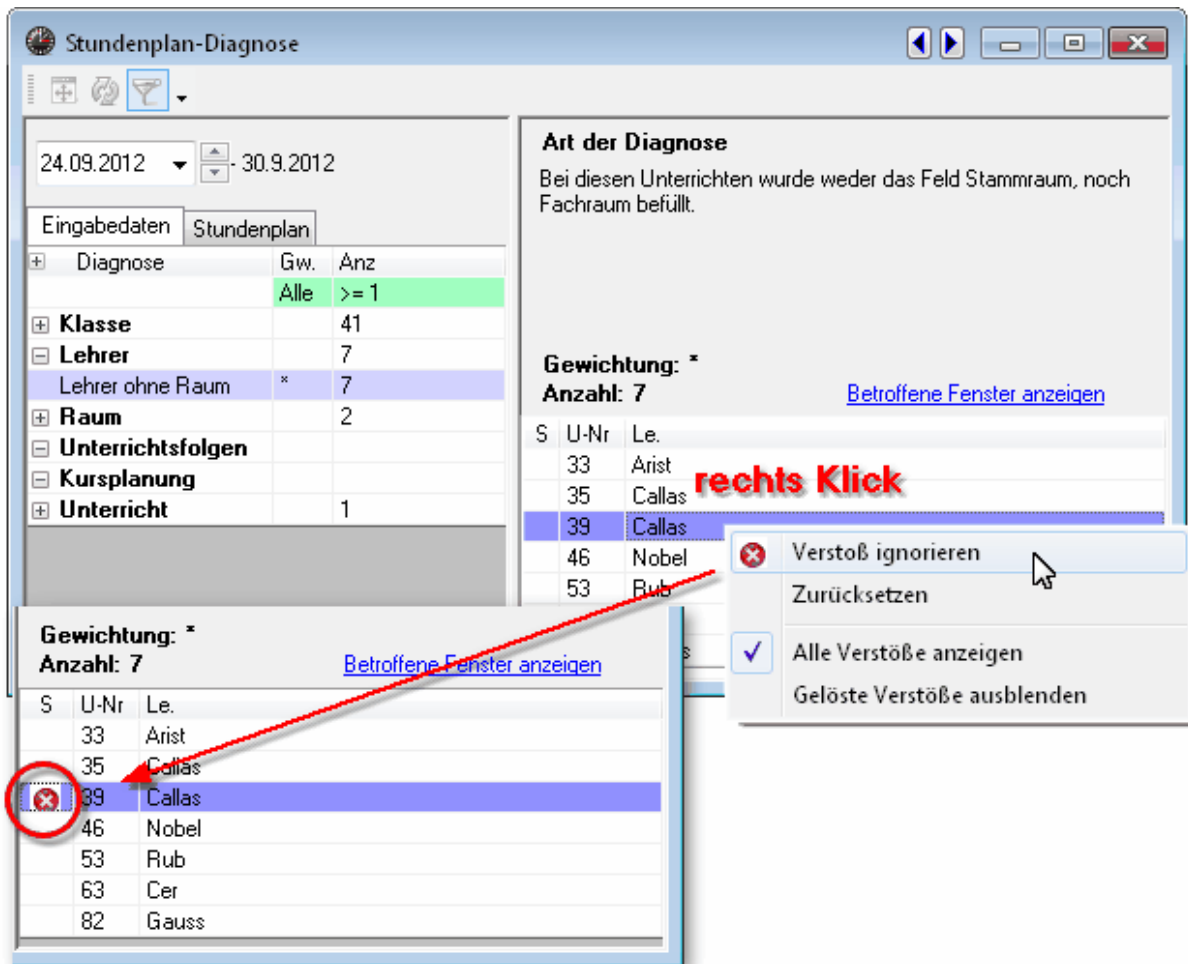 Stundenplan-Diagnose
24.09.2012 - 30.9.2012
Eingabedaten Stundenplan
Diagnose Gw. Anz
Alle >= 1
Klasse 41
Lehrer 7
Lehrer ohne Raum * 7
Raum 2
Unterrichtsfolgen
Kursplanung
Unterricht 1
Art der Diagnose
Bei diesen Unterrichten wurde weder das Feld Stammraum, noch
Fachraum befüllt.
Gewichtung: *
Anzahl: 7 Betroffene Fenster anzeigen
S U-Nr Le.
33 Arist
35 Callas
rechts Klick
39 Callas
46 Nobel
53 Rub
s
Verstoß ignorieren
Zurücksetzen
Alle Verstöße anzeigen
Gelöste Verstöße ausblenden
Gewichtung: *
Anzahl: 7 Betroffene Fenster anzeigen
S U-Nr Le.
33 Arist
35 Callas
39 Callas
46 Nobel
53 Rub
63 Cer
82 Gauss